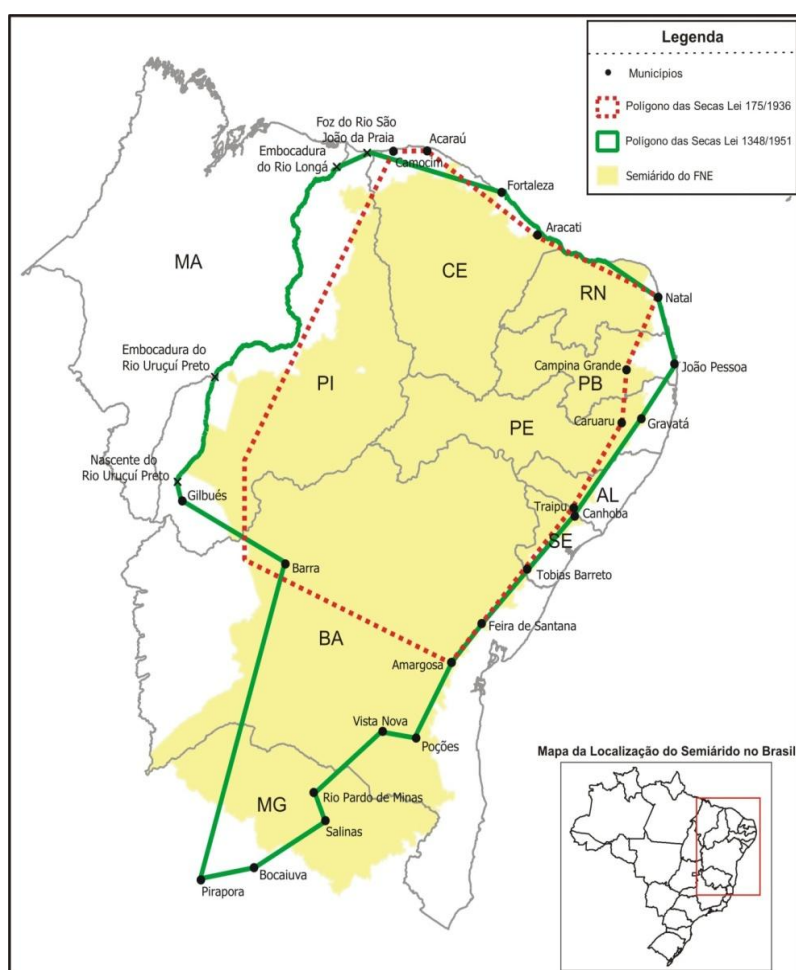 Legenda
Municípios
Polígono das Secas Lei 175/1936
Polígono das Secas Lei 1348/1951
Semiárido do FNE
Foz do Rio São
João da Praia
Acaraú
Embocadura
do Rio Longá
Camocim
Fortaleza
Aracati
MA
CE
RN
Natal
Embocadura do
Rio Uruçuí Preto
PI
Campina Grande
João Pessoa
PB
PE
Caruaru
Gravatá
Nascente do
Rio Uruçuí Preto
Gilbués
AL
Traipu
Canhoba
SE
Barra
Tobias Barreto
BA
Feira de Santana
Amargosa
Vista Nova
Poções
Mapa da Localização do Semiárido no Brasil
MG
Rio Pardo de Minas
Salinas
Bocaiuva
Pirapora